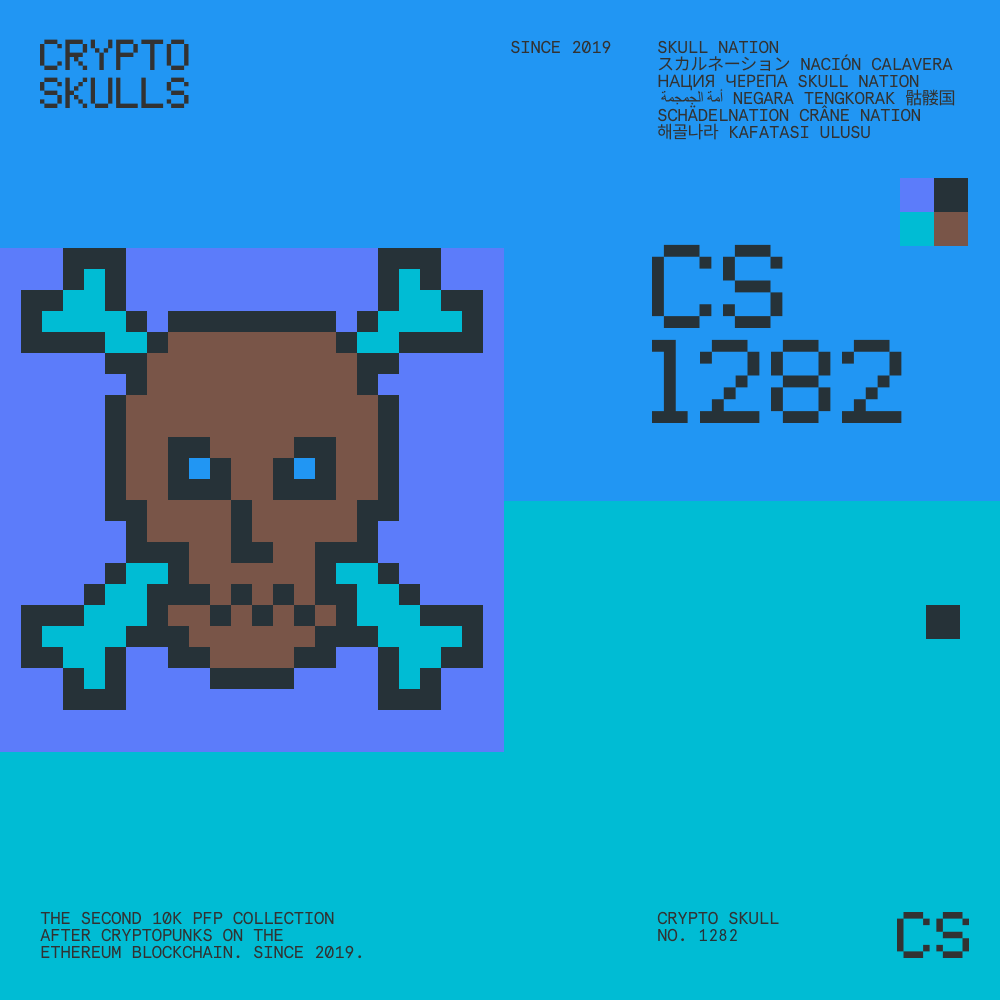 CRYPTO
SKULLS
SINCE 2019
SKULL NATION
スカルネーション NACIÓN CALAVERA
НАЦИЯ ЧЕРЕПА SKULL NATION
أمة الجمجمة NEGARA TENGKORAK 骷髅国
SCHÄDELNATION CRÂNE NATION
해골나라 KAFATASI ULUSU
CS
1282
THE SECOND 10K PFP COLLECTION
AFTER CRYPTOPUNKS ON THE
ETHEREUM BLOCKCHAIN. SINCE 2019.
CRYPTO SKULL
NO. 1282
CS